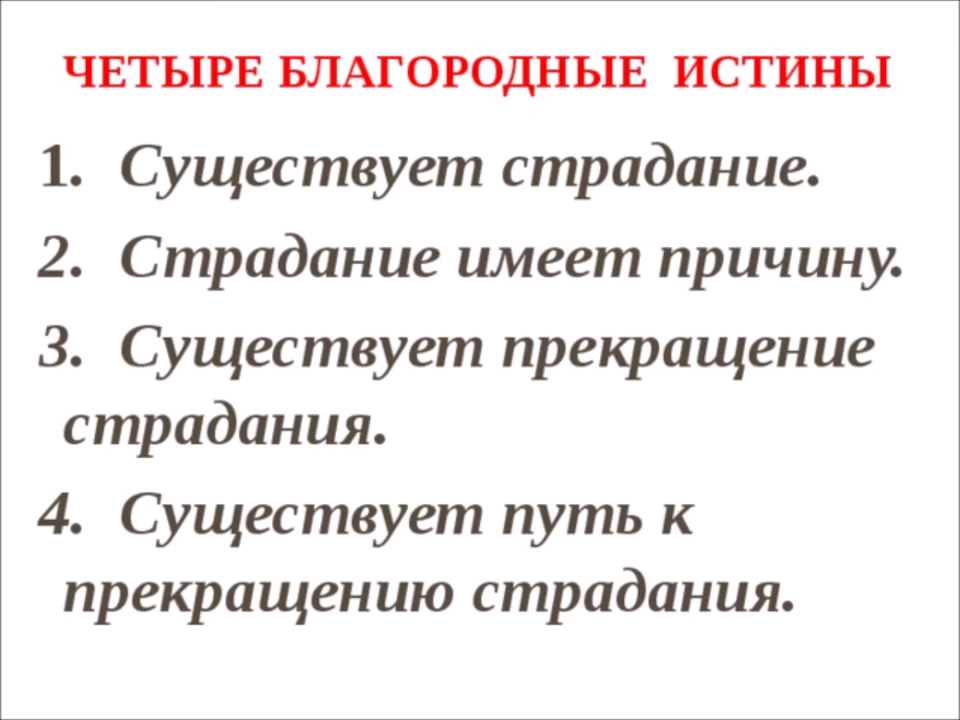 ЧЕТЫРЕ БЛАГОРОДНЫЕ ИСТИНЫ
1. Существует страдание.
2. Страдание имеет причину.
3. Существует прекращение
страдания.
4. Существует путь к
прекращению страдания.